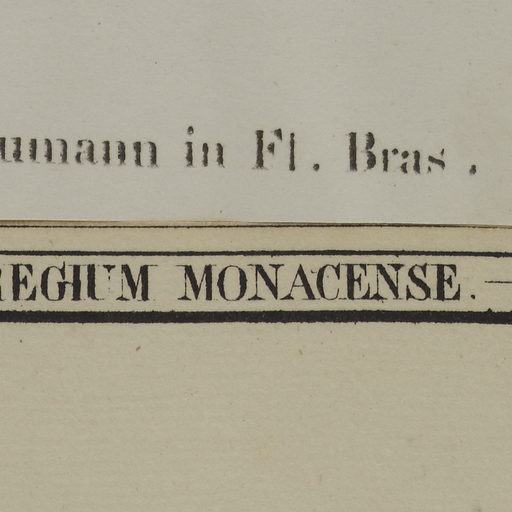 umann in Fl. Bras.
REGIUM MONACENSE.